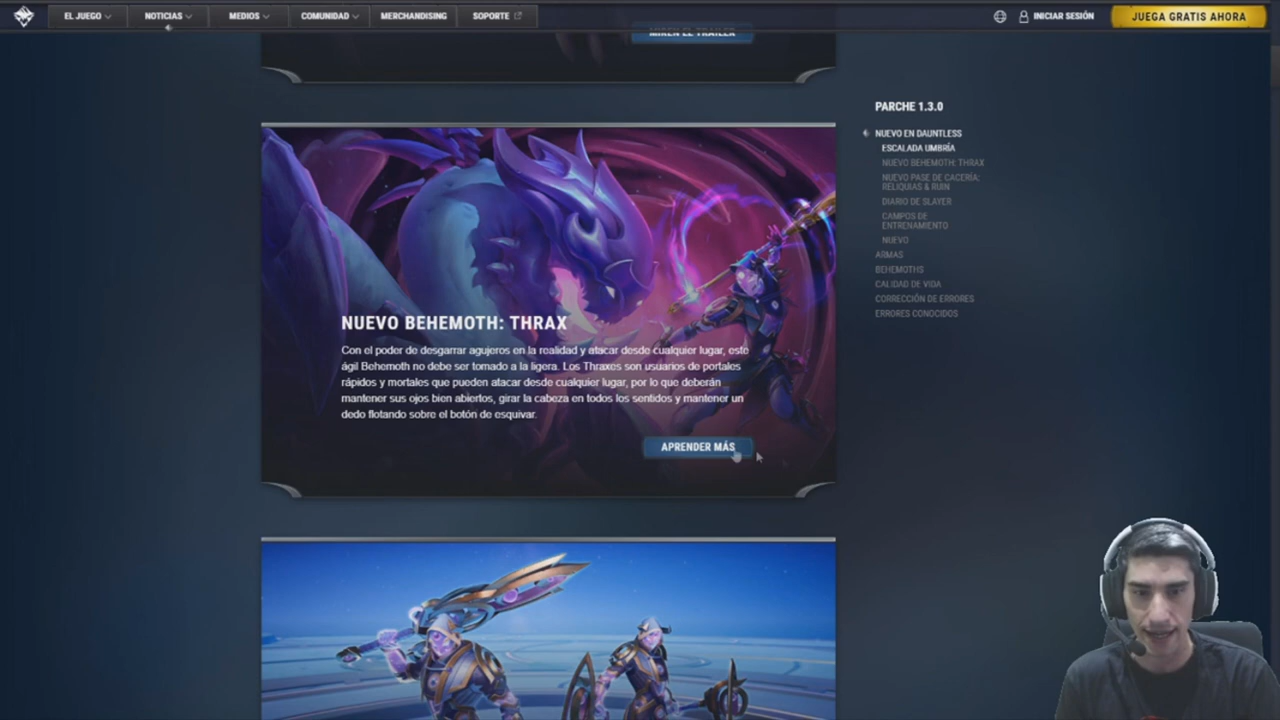 EL JUEGO
NOTICIAS
MEDIOS
COMUNIDAD
MERCHANDISING
SOPORTE
INICIAR SESIÓN
JUEGA GRATIS AHORA
MIREN EL TRAILER
NUEVO BEHEMOTH: THRAX
Con el poder de desgarrar agujeros en la realidad y atacar desde cualquier lugar, este
ágil Behemoth no debe ser tomado a la ligera. Los Thraxes son usuarios de portales
rápidos y mortales que pueden atacar desde cualquier lugar, por lo que deberán
mantener sus ojos bien abiertos, girar la cabeza en todos los sentidos y mantener un
dedo flotando sobre el botón de esquivar.
APRENDER MÁS
PARCHE 1.3.0
NUEVO EN DAUNTLESS
ESCALADA UMBRÍA
NUEVO BEHEMOTH: THRAX
NUEVO PASE DE CACERÍA:
RELIQUIAS & RUIN
DIARIO DE SLAYER
CAMPOS DE
ENTRENAMIENTO
NUEVO
ARMAS
BEHEMOTHS
CALIDAD DE VIDA
CORRECCIÓN DE ERRORES
ERRORES CONOCIDOS